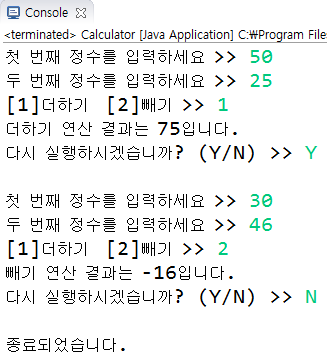 Console
<terminated> Calculator [Java Application] C:\Program Files
첫 번째 정수를 입력하세요 >> 50
두 번째 정수를 입력하세요 >> 25
[1]더하기 [2]빼기 >> 1
더하기 연산 결과는 75입니다.
다시 실행하시겠습니까? (Y/N) >> Y
첫 번째 정수를 입력하세요 >> 30
두 번째 정수를 입력하세요 >> 46
[1]더하기 [2]빼기 >> 2
빼기 연산 결과는 -16입니다.
다시 실행하시겠습니까? (Y/N) >> N
종료되었습니다.